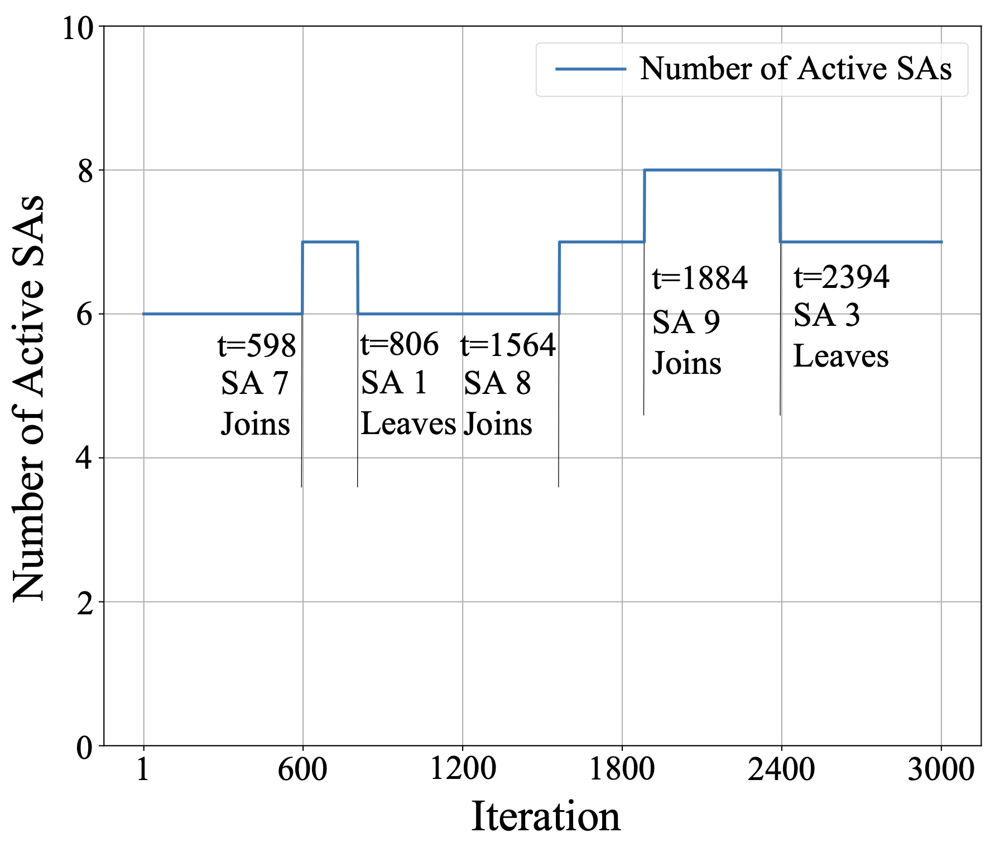 Number of Active SAs
10
8
6
4
2
0
Number of Active SAs
t=598
SA 7
Joins
t=806
SA 1
Leaves
t=1564
SA 8
Joins
t=1884
SA 9
Joins
t=2394
SA 3
Leaves
1 600 1200 1800 2400 3000
Iteration